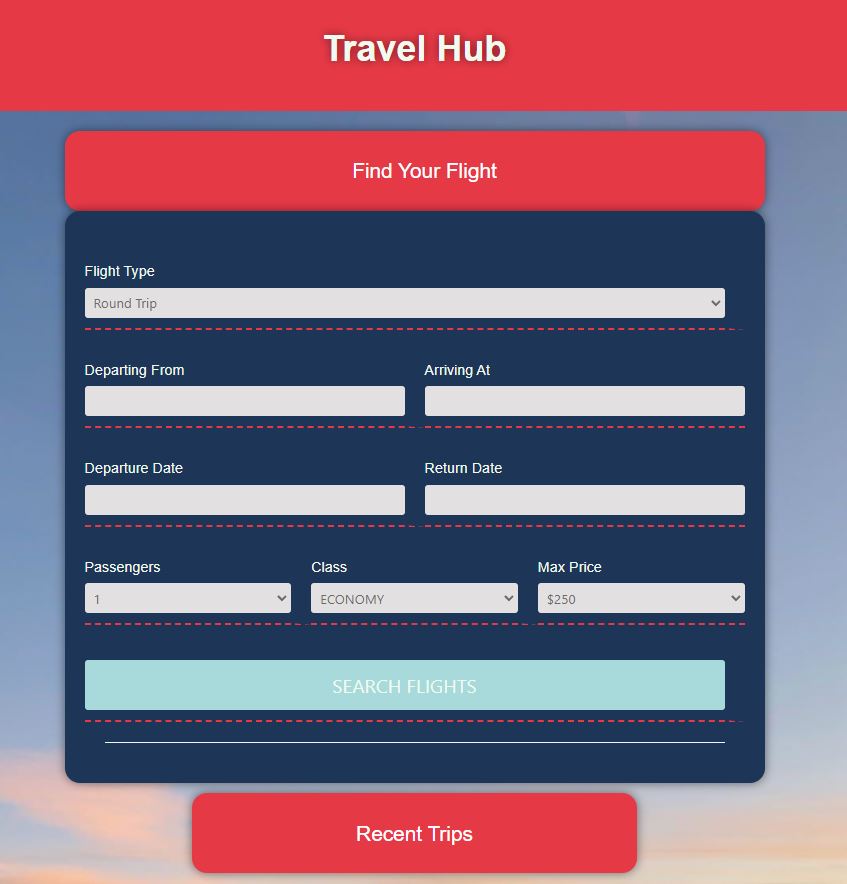 Travel Hub
Find Your Flight
Flight Type
Round Trip
Departing From Arriving At
Departure Date Return Date
Passengers Class Max Price
1 ECONOMY $250
SEARCH FLIGHTS
Recent Trips